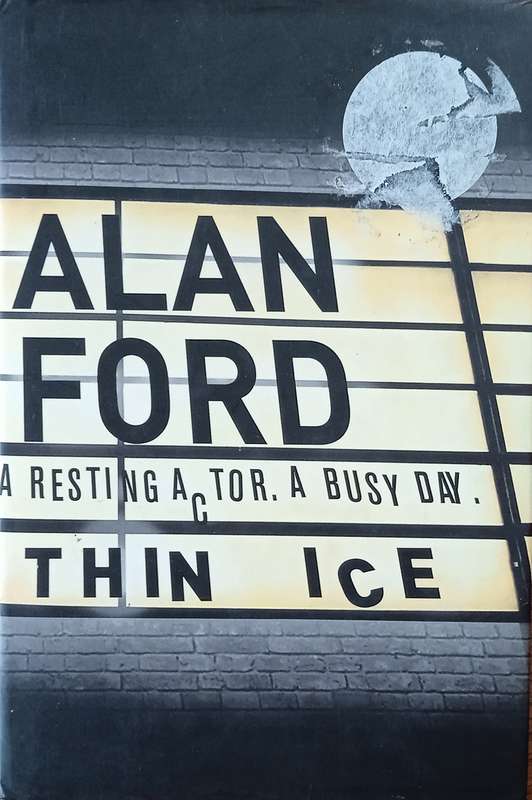 ALAN
FORD
A RESTING ACTOR. A BUSY DAY.
THIN ICE